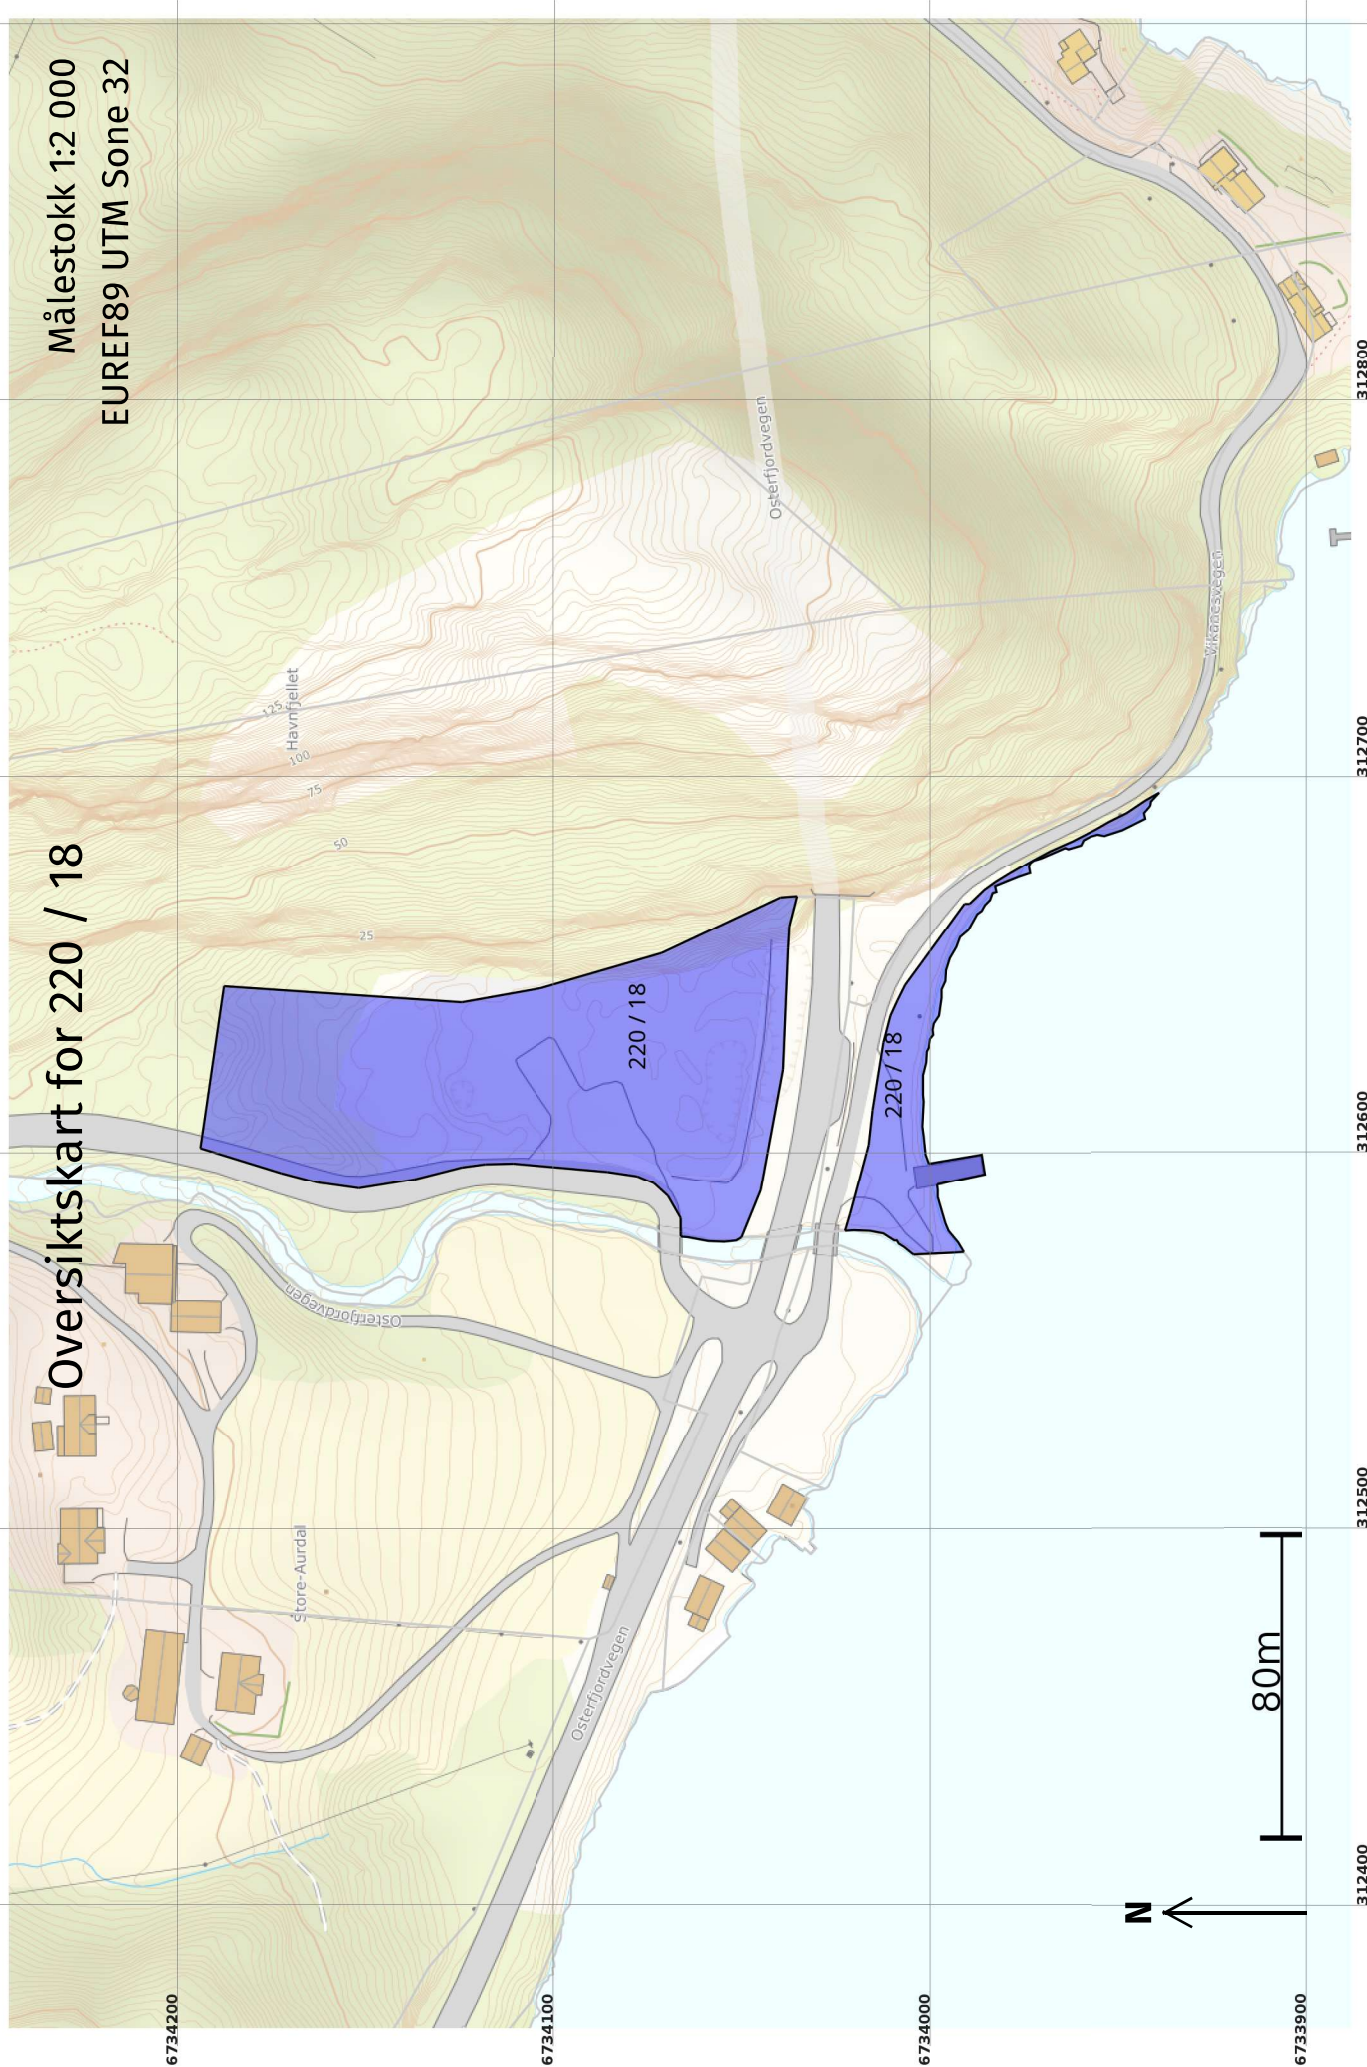 Oversiktskart for 220 / 18
Målestokk 1:2 000
EUREF89 UTM Sone 32
Havnfjellet
125
100
75
50
25
Osterfjordvegen
Osterfjordvegen
Store-Aurdal
220 / 18
220 / 18
Osterfjordvegen
Vikanesvegen
80m
N
6734200
6734100
6734000
6733900
312400
312500
312600
312700
312800